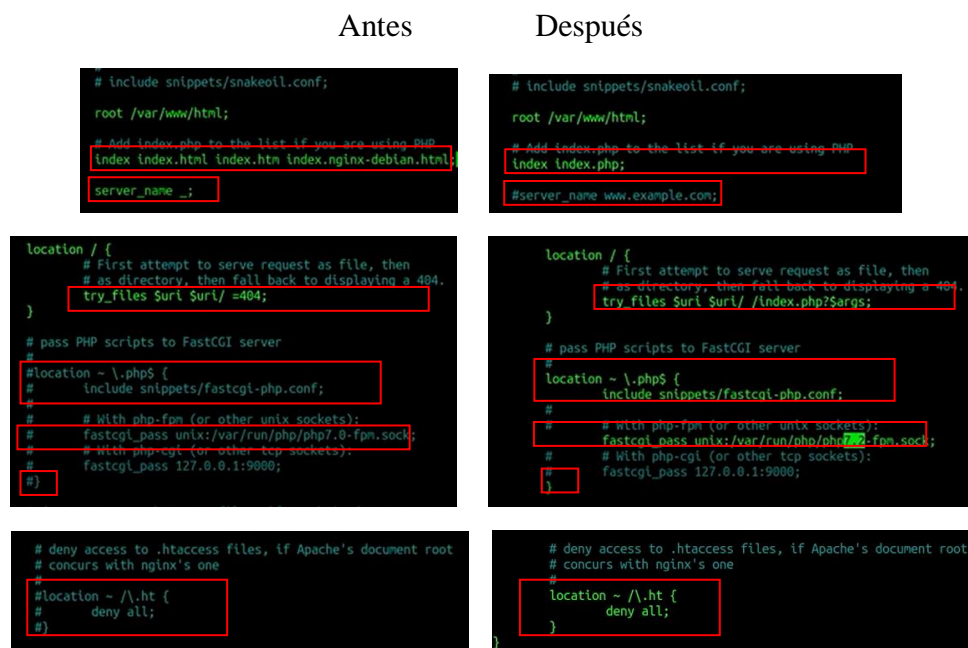 Antes Después
#
# include snippets/snakeoil.conf;
root /var/www/html;
# Add index.php to the list if you are using PHP
index index.html index.htm index.nginx-debian.html;
server_name _;
# include snippets/snakeoil.conf;
root /var/www/html;
# Add index.php to the list if you are using PHP
index index.php;
#server_name www.example.com;
location / {
# First attempt to serve request as file, then
# as directory, then fall back to displaying a 404.
try_files $uri $uri/ =404;
}
# pass PHP scripts to FastCGI server
#
#location ~ \.php$ {
#       include snippets/fastcgi-php.conf;
#
#       # With php-fpm (or other unix sockets):
#       fastcgi_pass unix:/var/run/php/php7.0-fpm.sock;
#       # With php-cgi (or other tcp sockets):
#       fastcgi_pass 127.0.0.1:9000;
#}
location / {
# First attempt to serve request as file, then
# as directory, then fall back to displaying a 404.
try_files $uri $uri/ /index.php?$args;
}
# pass PHP scripts to FastCGI server
#
location ~ \.php$ {
include snippets/fastcgi-php.conf;
#
#       # With php-fpm (or other unix sockets):
fastcgi_pass unix:/var/run/php/php7.2-fpm.sock;
#       # With php-cgi (or other tcp sockets):
#       fastcgi_pass 127.0.0.1:9000;
}
# deny access to .htaccess files, if Apache's document root
# concurs with nginx's one
#
#location ~ /\.ht {
#       deny all;
#}
# deny access to .htaccess files, if Apache's document root
# concurs with nginx's one
#
location ~ /\.ht {
deny all;
}
}